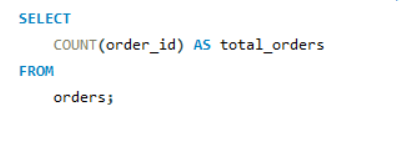 SELECT
    COUNT(order_id) AS total_orders
FROM
    orders;